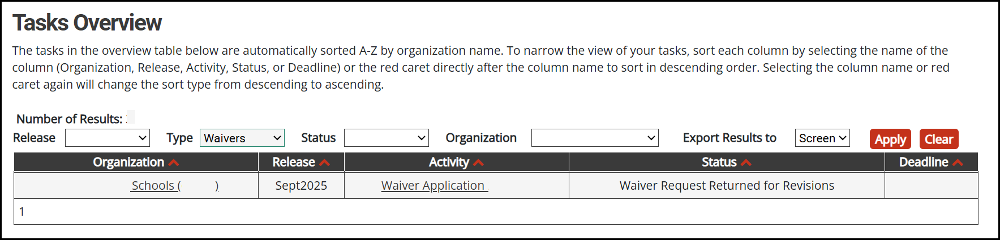 Tasks Overview
The tasks in the overview table below are automatically sorted A-Z by organization name. To narrow the view of your tasks, sort each column by selecting the name of the
column (Organization, Release, Activity, Status, or Deadline) or the red caret directly after the column name to sort in descending order. Selecting the column name or red
caret again will change the sort type from descending to ascending.
Number of Results:
Release Type Waivers Status Organization Export Results to Screen Apply Clear
Organization Release Activity Status Deadline
Schools ( ) Sept2025 Waiver Application Waiver Request Returned for Revisions
1